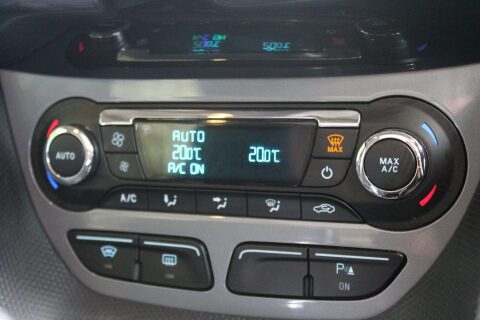 AUTO
20.0°C 20.0°C
A/C ON
AUTO
MAX
MAX
A/C
A/C
P
ON